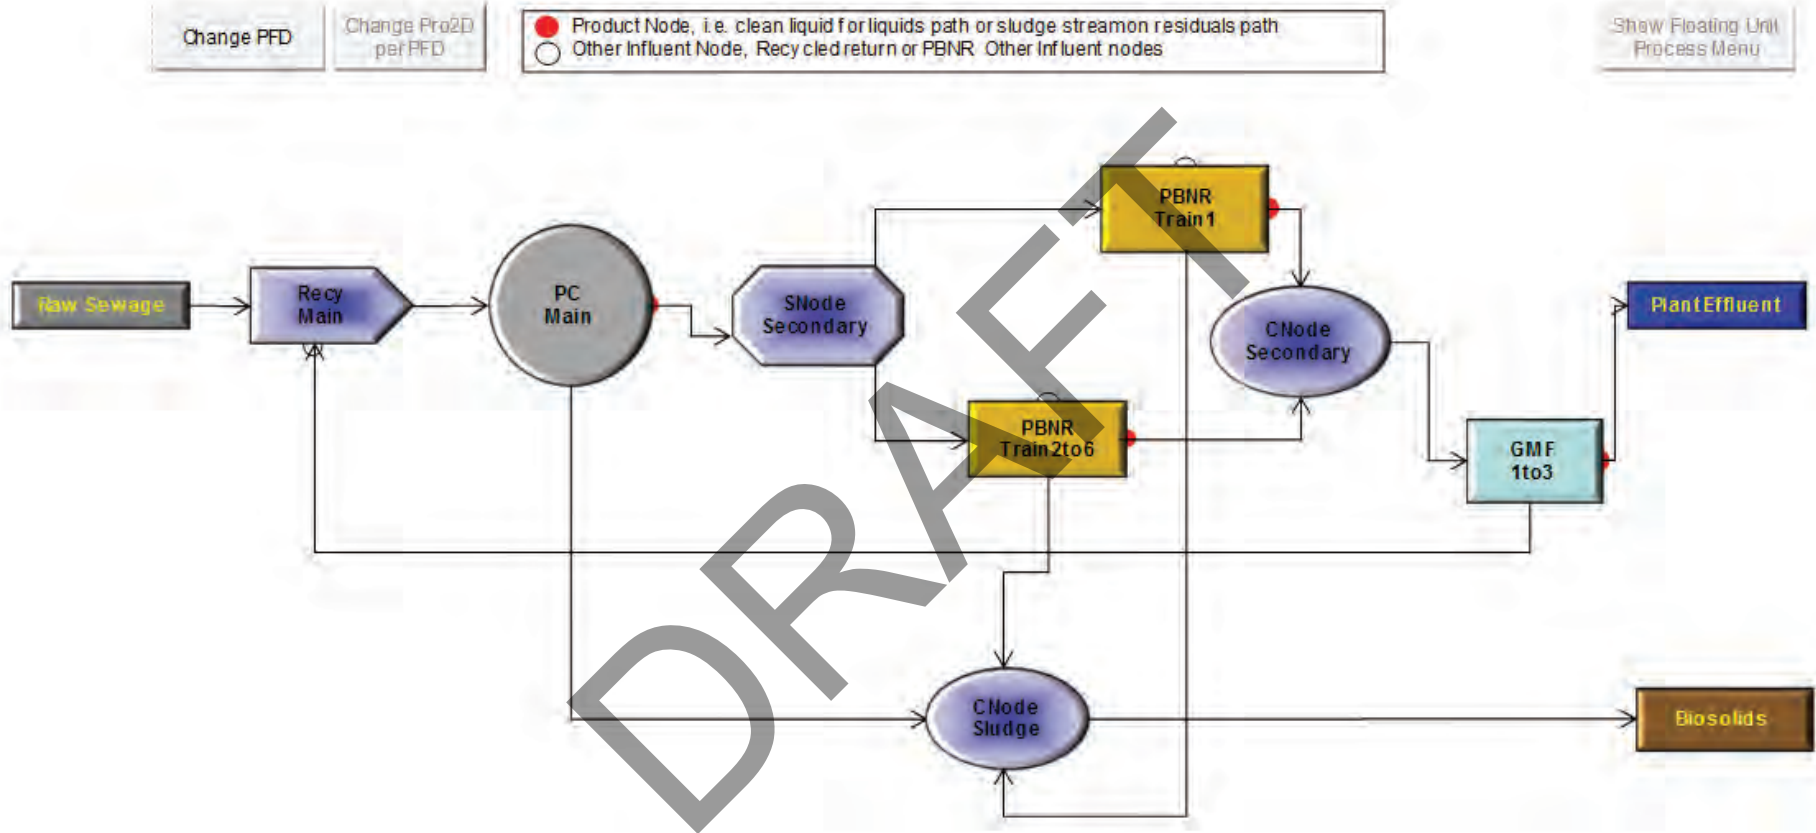 Change PFD
Change Pro2D
per PFD
Product Node, i.e. clean liquid for liquids path or sludge stream on residuals path
Other Influent Node, Recycled return or PBNR Other Influent nodes
Show Floating Unit
Process Menu
PBNR
Train1
Raw Sewage
Recy
Main
PC
Main
SNode
Secondary
CNode
Secondary
Plant Effluent
PBNR
Train2to6
GMF
1to3
CNode
Sludge
Biosolids
DRAFT